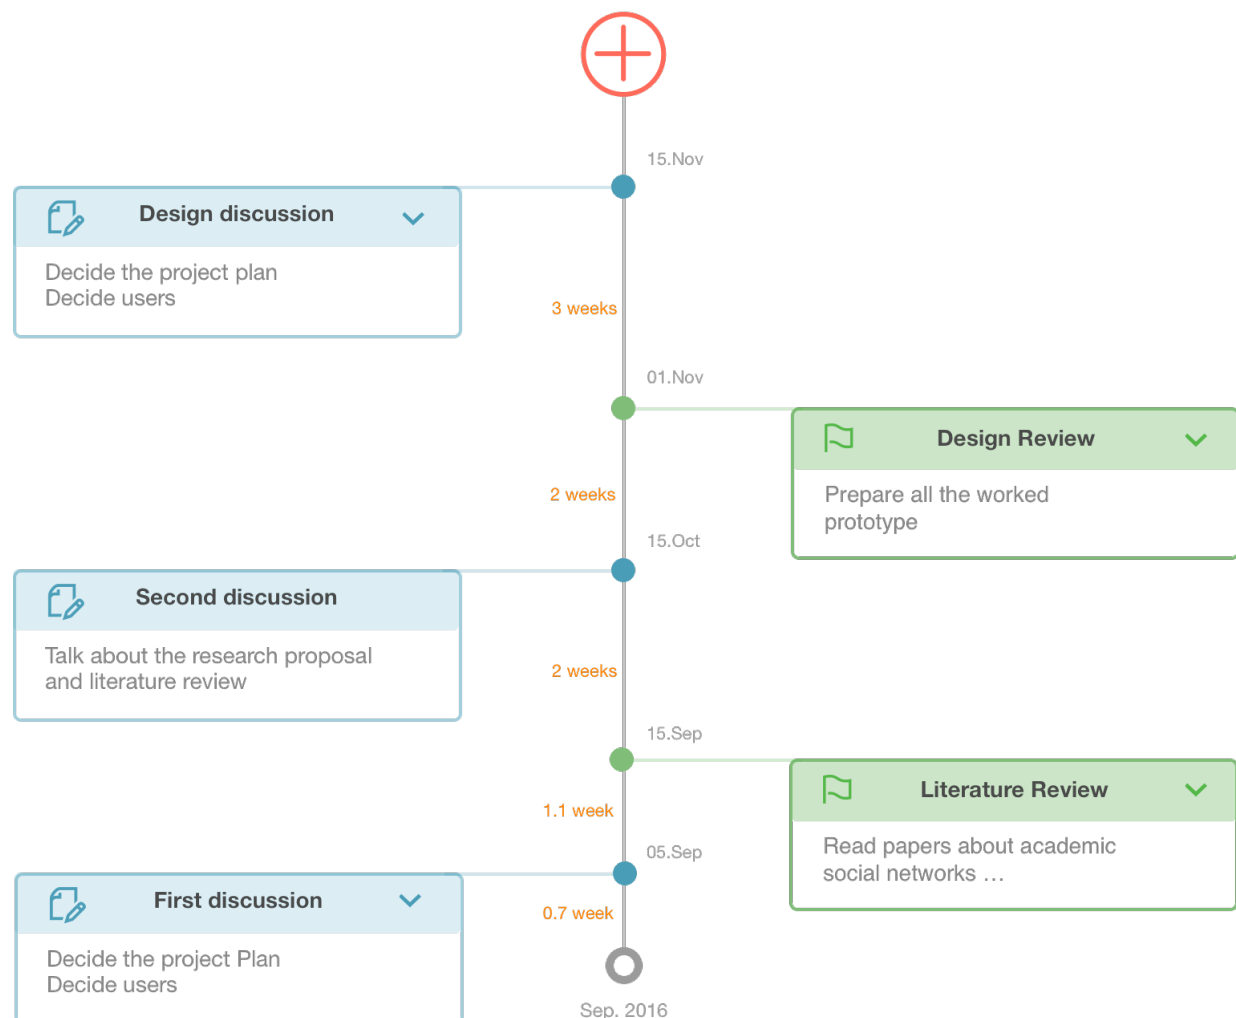 15.Nov
Design discussion
Decide the project plan
Decide users
3 weeks
01.Nov
Design Review
Prepare all the worked
prototype
2 weeks
15.Oct
Second discussion
Talk about the research proposal
and literature review
2 weeks
15.Sep
Literature Review
Read papers about academic
social networks …
1.1 week
05.Sep
First discussion
Decide the project Plan
Decide users
0.7 week
Sep. 2016